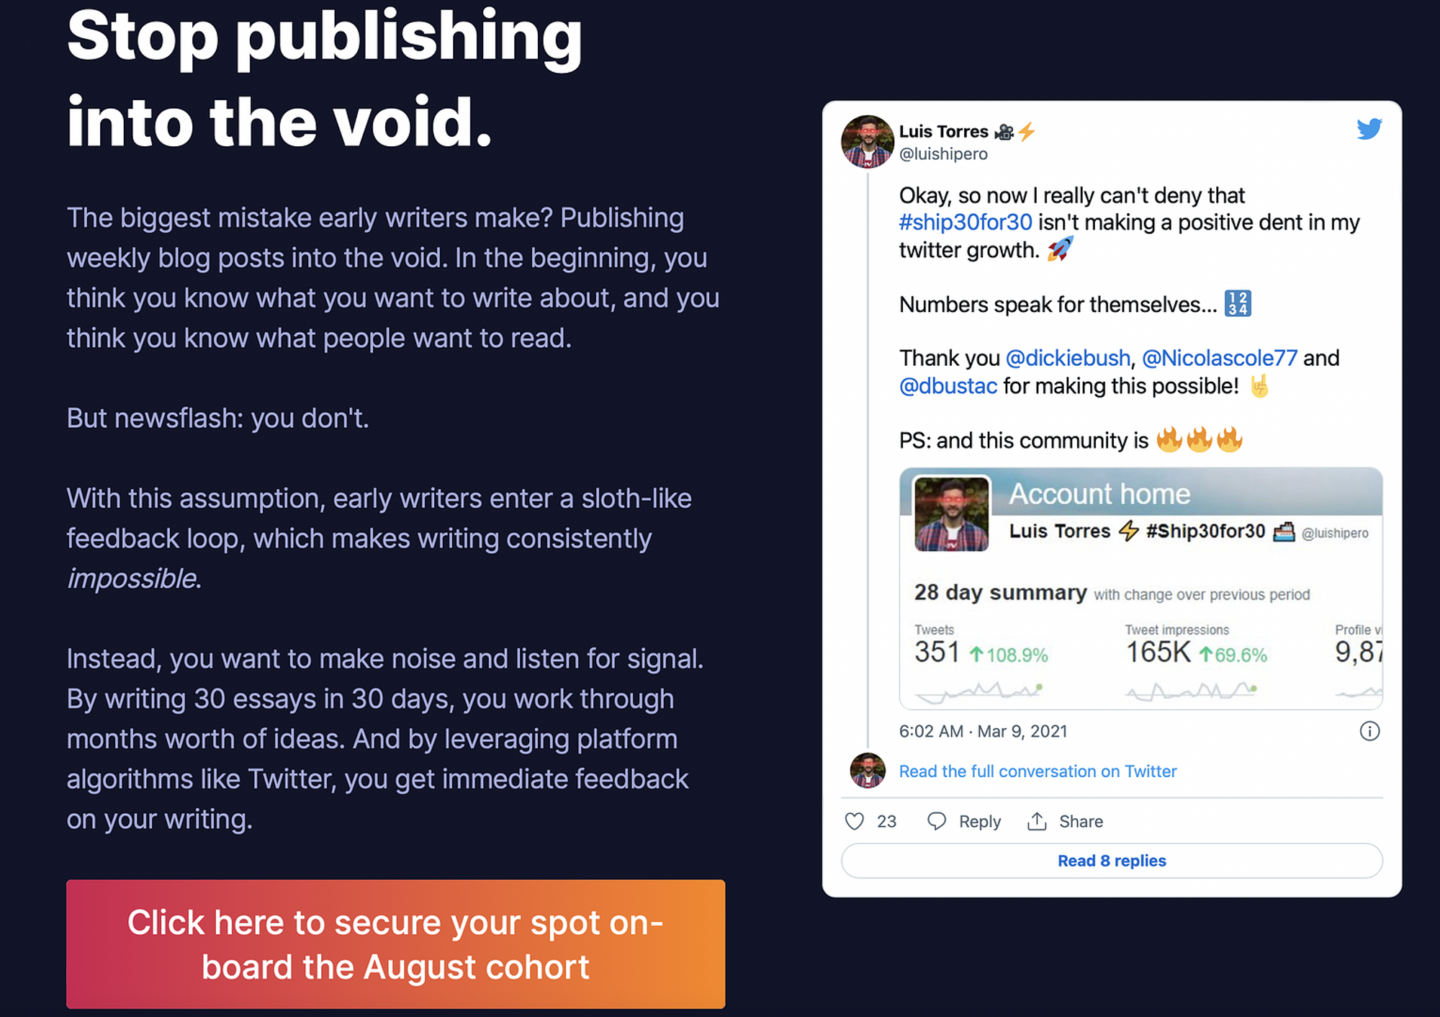 Stop publishing
into the void.
The biggest mistake early writers make? Publishing
weekly blog posts into the void. In the beginning, you
think you know what you want to write about, and you
think you know what people want to read.
But newsflash: you don't.
With this assumption, early writers enter a sloth-like
feedback loop, which makes writing consistently
impossible.
Instead, you want to make noise and listen for signal.
By writing 30 essays in 30 days, you work through
months worth of ideas. And by leveraging platform
algorithms like Twitter, you get immediate feedback
on your writing.
Click here to secure your spot on-
board the August cohort
Luis Torres 🎥⚡
@luishipero
Okay, so now I really can't deny that
#ship30for30 isn't making a positive dent in my
twitter growth. 🚀
Numbers speak for themselves... 🔢
Thank you @dickiebush, @Nicolascole77 and
@dbustac for making this possible! 🤘
PS: and this community is 🔥🔥🔥
Account home
Luis Torres ⚡ #Ship30for30 🚢 @luishipero
28 day summary with change over previous period
Tweets Tweet impressions Profile v
351 ↑108.9% 165K ↑69.6% 9,87
6:02 AM · Mar 9, 2021
Read the full conversation on Twitter
23 Reply Share
Read 8 replies